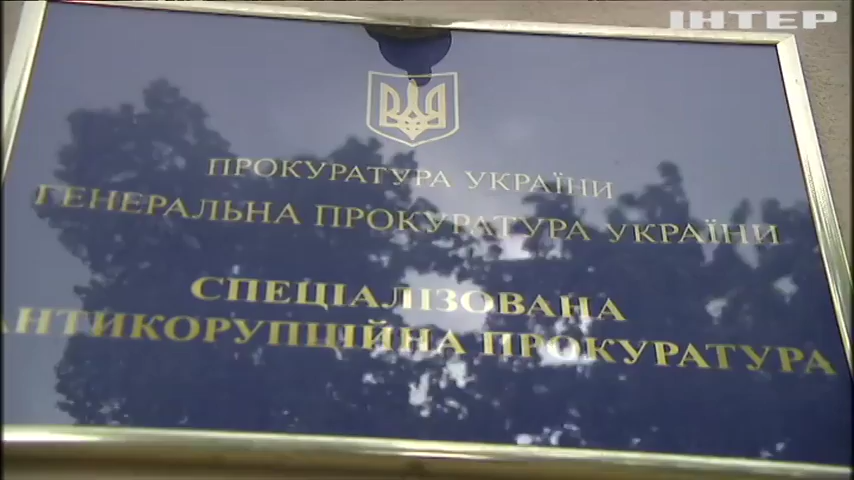 ІНТЕР
ПРОКУРАТУРА УКРАЇНИ
ГЕНЕРАЛЬНА ПРОКУРАТУРА УКРАЇНИ
СПЕЦІАЛІЗОВАНА
АНТИКОРУПЦІЙНА ПРОКУРАТУРА